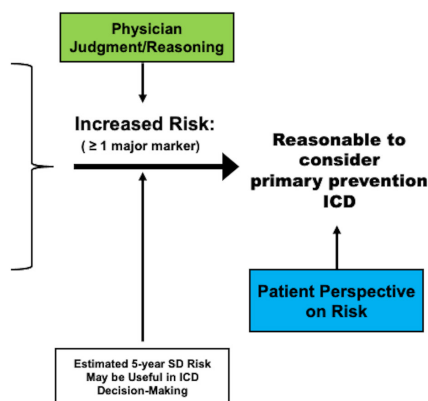 Physician
Judgment/Reasoning
Increased Risk:
( ≥ 1 major marker)
Reasonable to
consider
primary prevention
ICD
Patient Perspective
on Risk
Estimated 5-year SD Risk
May be Useful in ICD
Decision-Making